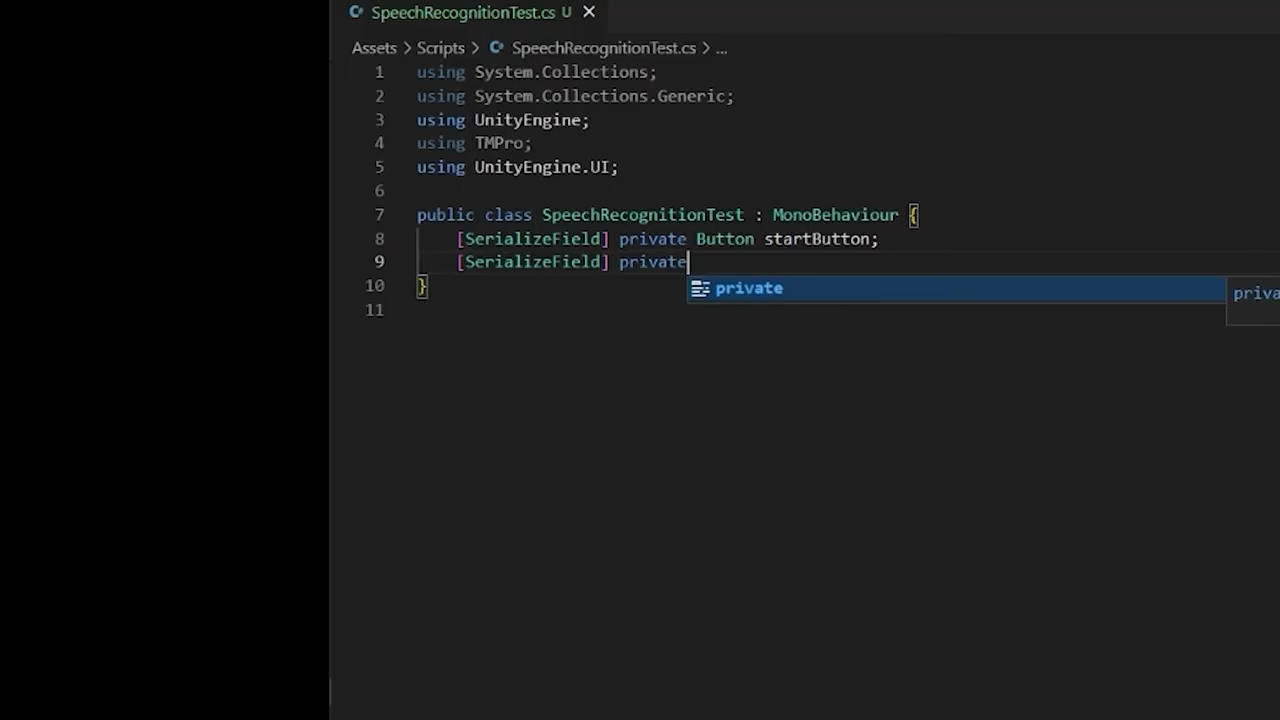 SpeechRecognitionTest.cs U
Assets > Scripts > SpeechRecognitionTest.cs > ...
1 using System.Collections;
2 using System.Collections.Generic;
3 using UnityEngine;
4 using TMPro;
5 using UnityEngine.UI;
6
7 public class SpeechRecognitionTest : MonoBehaviour {
8 [SerializeField] private Button startButton;
9 [SerializeField] private
private priva
10 }
11